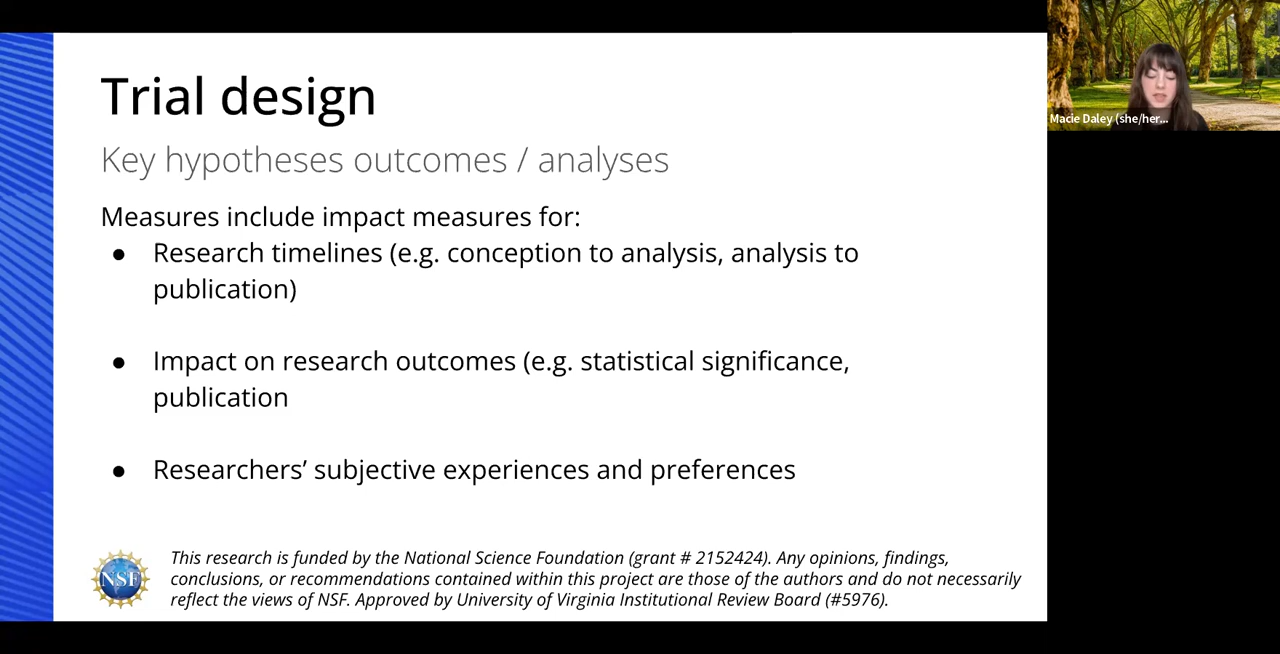 Trial design
Key hypotheses outcomes / analyses
Measures include impact measures for:
● Research timelines (e.g. conception to analysis, analysis to
publication)
● Impact on research outcomes (e.g. statistical significance,
publication
● Researchers’ subjective experiences and preferences
NSF
This research is funded by the National Science Foundation (grant # 2152424). Any opinions, findings,
conclusions, or recommendations contained within this project are those of the authors and do not necessarily
reflect the views of NSF. Approved by University of Virginia Institutional Review Board (#5976).
Macie Daley (she/her...